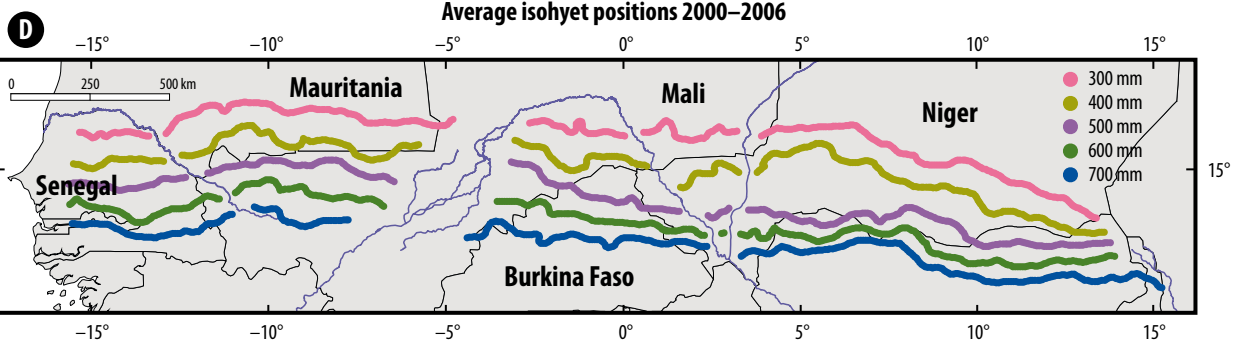 Average isohyet positions 2000–2006
D
−15° −10° −5° 0° 5° 10° 15°
0 250 500 km
Mauritania
Mali
Niger
300 mm
400 mm
500 mm
600 mm
700 mm
15°
Senegal
Burkina Faso
−15° −10° −5° 0° 5° 10° 15°